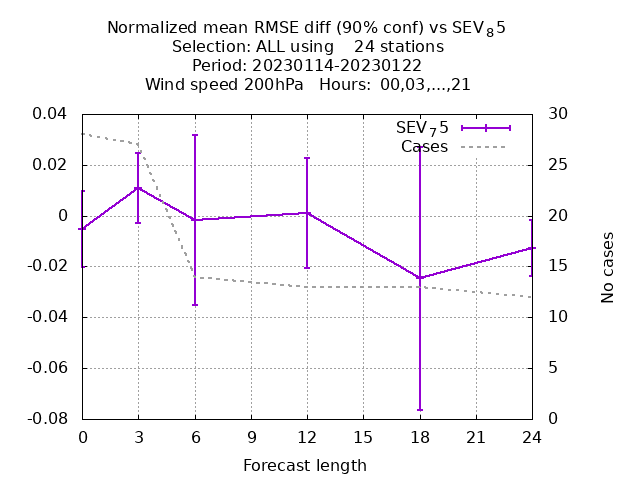 Normalized mean RMSE diff (90% conf) vs SEV₈5
Selection: ALL using    24 stations
Period: 20230114-20230122
Wind speed 200hPa   Hours:  00,03,...,21
SEV₇5
Cases
0.04
0.02
0
-0.02
-0.04
-0.06
-0.08
30
25
20
15
10
5
0
No cases
0 3 6 9 12 15 18 21 24
Forecast length